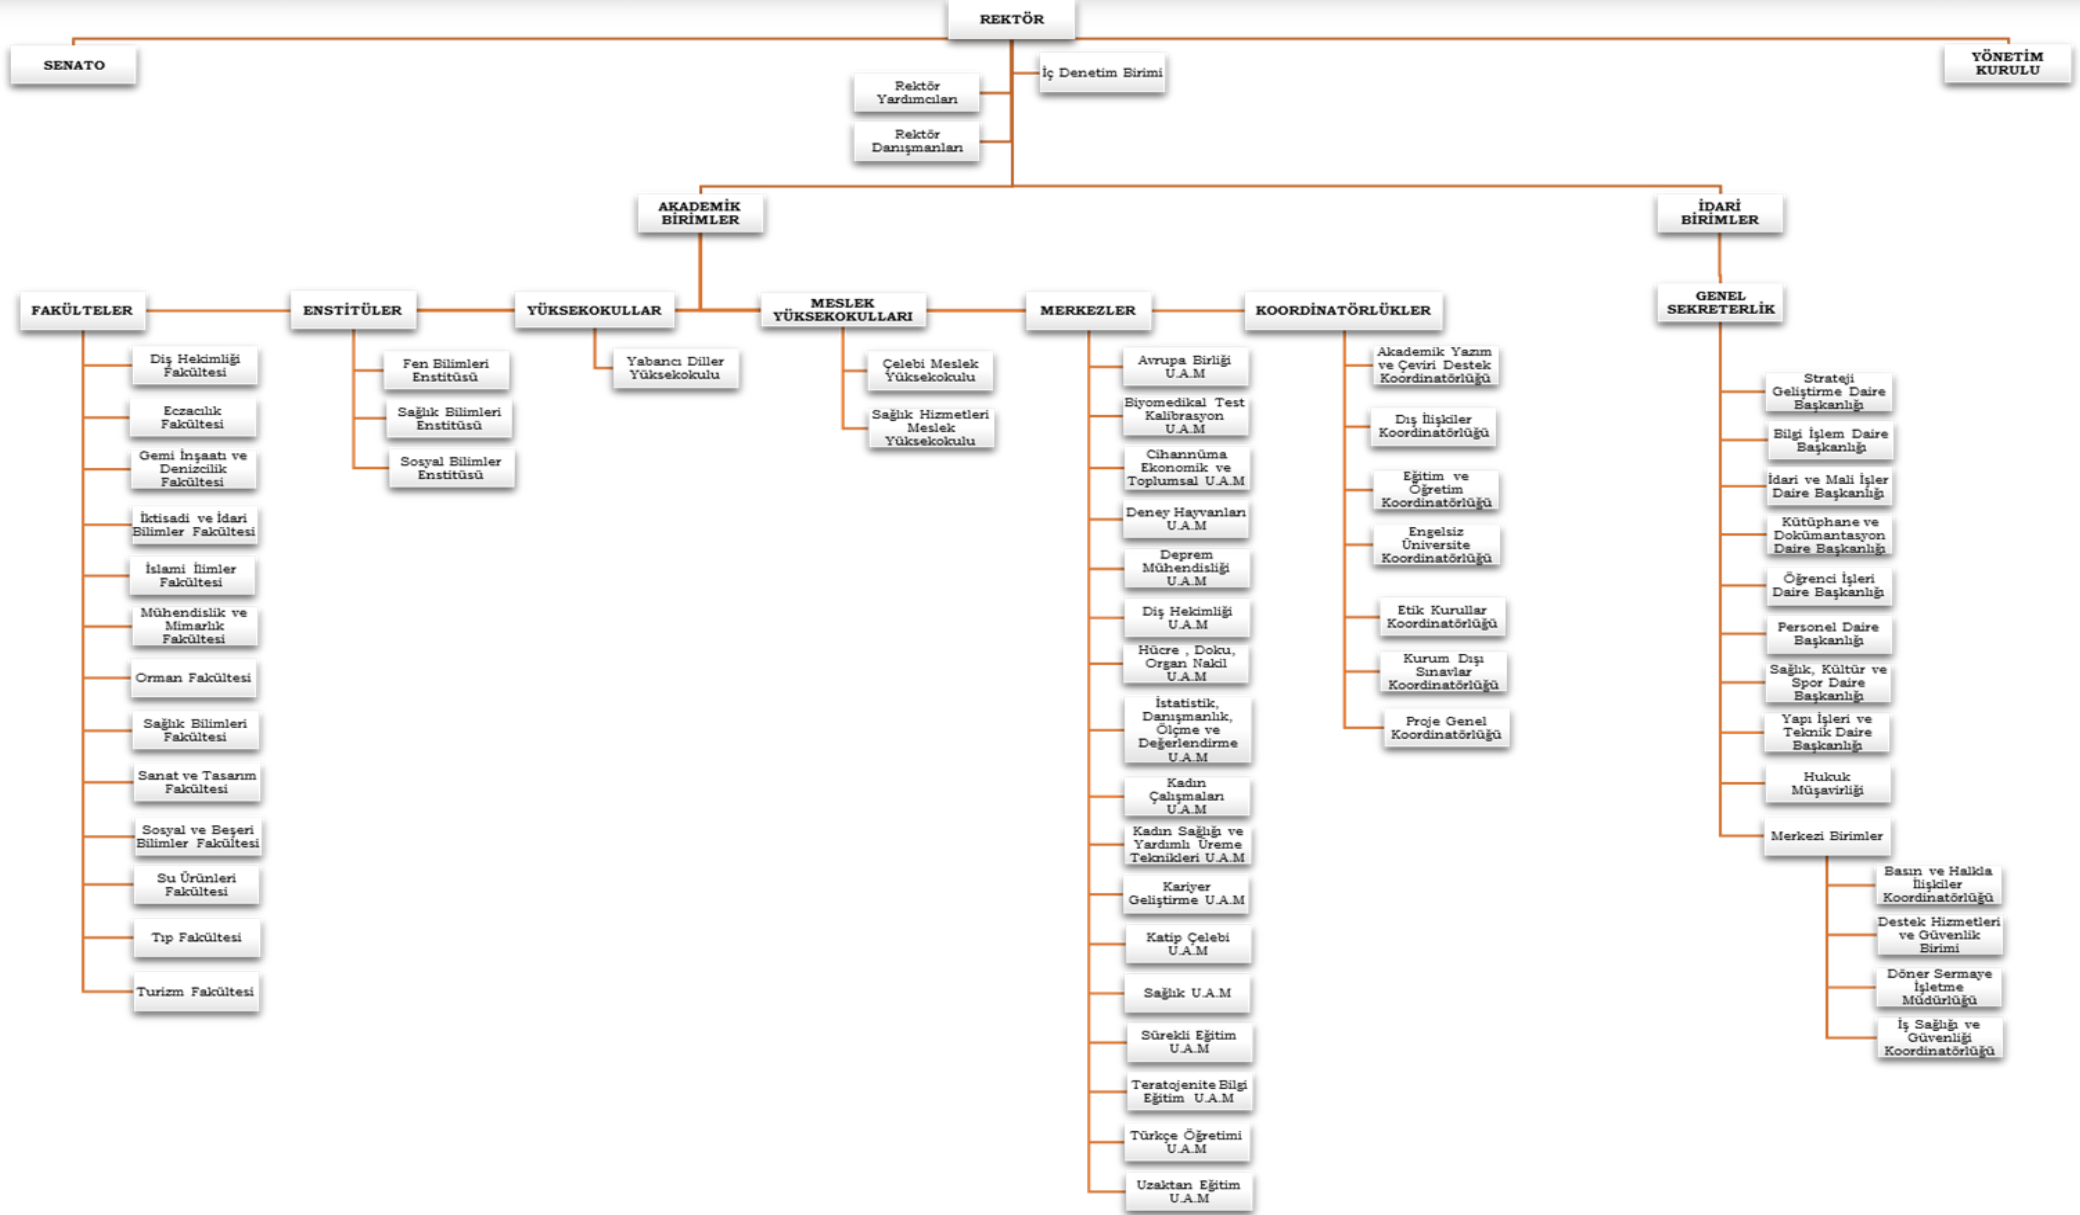 REKTÖR
SENATO
YÖNETİM
KURULU
İç Denetim Birimi
Rektör
Yardımcıları
Rektör
Danışmanları
AKADEMİK
BİRİMLER
İDARİ
BİRİMLER
FAKÜLTELER
ENSTİTÜLER
YÜKSEKOKULLAR
MESLEK
YÜKSEKOKULLARI
MERKEZLER
KOORDİNATÖRLÜKLER
GENEL
SEKRETERLİK
Diş Hekimliği
Fakültesi
Eczacılık
Fakültesi
Gemi İnşaatı ve
Denizcilik
Fakültesi
İktisadi ve İdari
Bilimler Fakültesi
İslami İlimler
Fakültesi
Mühendislik ve
Mimarlık
Fakültesi
Orman Fakültesi
Sağlık Bilimleri
Fakültesi
Sanat ve Tasarım
Fakültesi
Sosyal ve Beşeri
Bilimler Fakültesi
Su Ürünleri
Fakültesi
Tıp Fakültesi
Turizm Fakültesi
Fen Bilimleri
Enstitüsü
Sağlık Bilimleri
Enstitüsü
Sosyal Bilimler
Enstitüsü
Yabancı Diller
Yüksekokulu
Çelebi Meslek
Yüksekokulu
Sağlık Hizmetleri
Meslek
Yüksekokulu
Avrupa Birliği
U.A.M
Biyomedikal Test
Kalibrasyon
U.A.M
Cihannüma
Ekonomik ve
Toplumsal U.A.M
Deney Hayvanları
U.A.M
Deprem
Mühendisliği
U.A.M
Diş Hekimliği
U.A.M
Hücre , Doku,
Organ Nakil
U.A.M
İstatistik,
Danışmanlık,
Ölçme ve
Değerlendirme
U.A.M
Kadın
Çalışmaları
U.A.M
Kadın Sağlığı ve
Yardımlı Üreme
Teknikleri U.A.M
Kariyer
Geliştirme U.A.M
Katip Çelebi
U.A.M
Sağlık U.A.M
Sürekli Eğitim
U.A.M
Teratojenite Bilgi
Eğitim U.A.M
Türkçe Öğretimi
U.A.M
Uzaktan Eğitim
U.A.M
Akademik Yazım
ve Çeviri Destek
Koordinatörlüğü
Dış İlişkiler
Koordinatörlüğü
Eğitim ve
Öğretim
Koordinatörlüğü
Engelsiz
Üniversite
Koordinatörlüğü
Etik Kurullar
Koordinatörlüğü
Kurum Dışı
Sınavlar
Koordinatörlüğü
Proje Genel
Koordinatörlüğü
Strateji
Geliştirme Daire
Başkanlığı
Bilgi İşlem Daire
Başkanlığı
İdari ve Mali İşler
Daire Başkanlığı
Kütüphane ve
Dokümantasyon
Daire Başkanlığı
Öğrenci İşleri
Daire Başkanlığı
Personel Daire
Başkanlığı
Sağlık, Kültür ve
Spor Daire
Başkanlığı
Yapı İşleri ve
Teknik Daire
Başkanlığı
Hukuk
Müşavirliği
Merkezi Birimler
Basın ve Halkla
İlişkiler
Koordinatörlüğü
Destek Hizmetleri
ve Güvenlik
Birimi
Döner Sermaye
İşletme
Müdürlüğü
İş Sağlığı ve
Güvenliği
Koordinatörlüğü